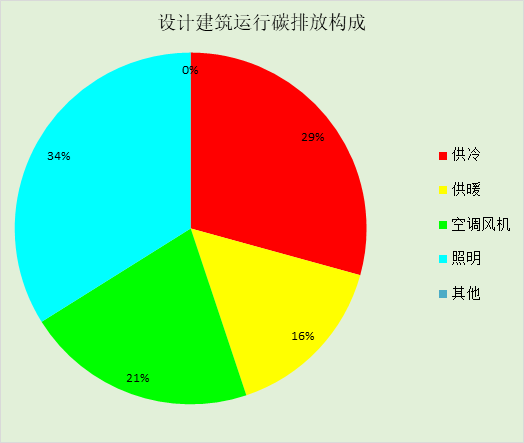 设计建筑运行碳排放构成
0%
29%
34%
16%
21%
供冷
供暖
空调风机
照明
其他